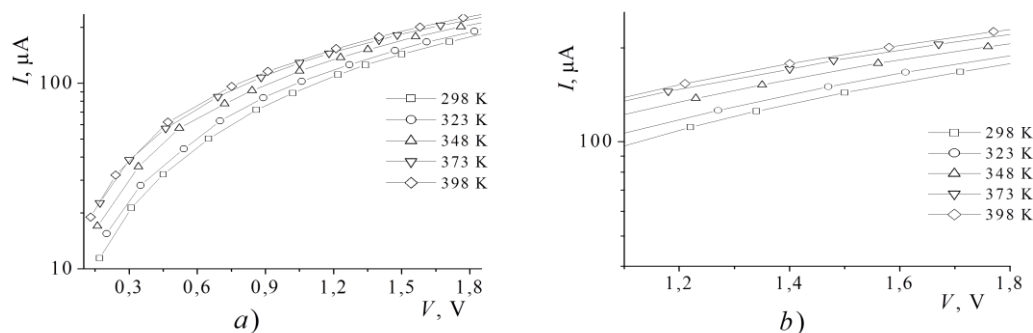 I, µA
100
10
298 K
323 K
348 K
373 K
398 K
0,3 0,6 0,9 1,2 1,5 1,8
V, V
a)
I, µA
100
298 K
323 K
348 K
373 K
398 K
1,2 1,4 1,6 1,8
V, V
b)